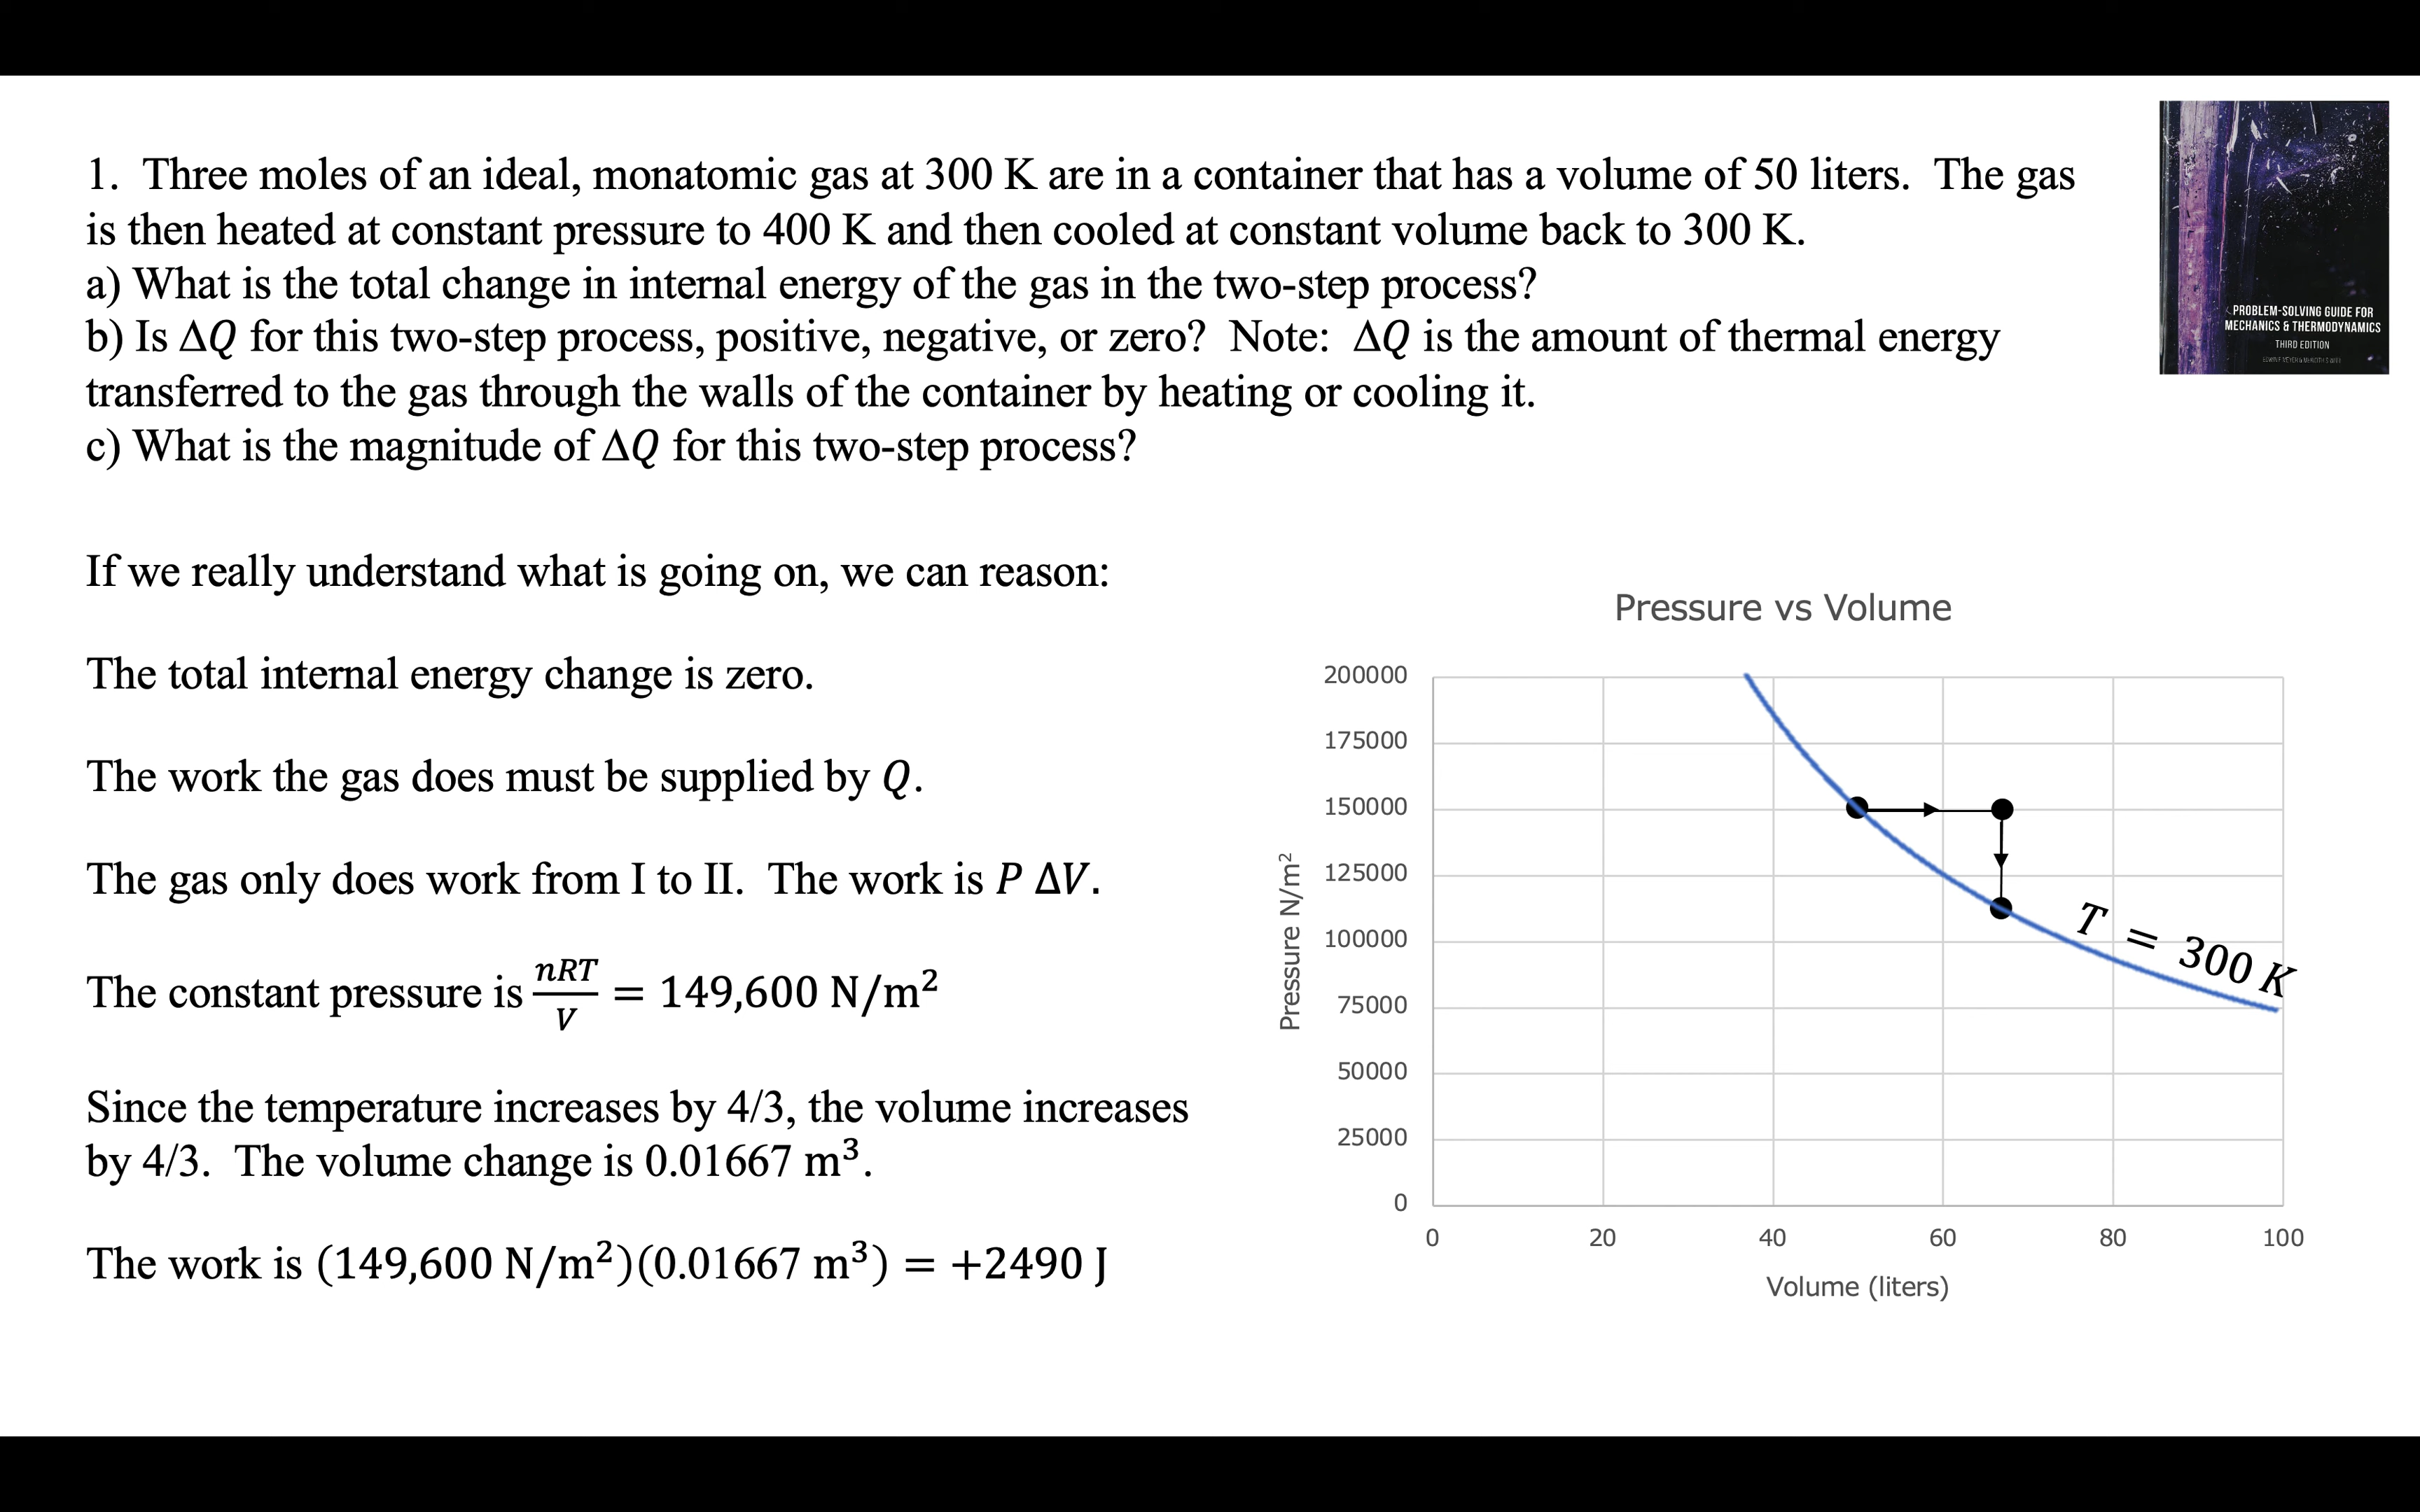 1.  Three moles of an ideal, monatomic gas at 300 K are in a container that has a volume of 50 liters.  The gas
is then heated at constant pressure to 400 K and then cooled at constant volume back to 300 K.
a) What is the total change in internal energy of the gas in the two-step process?
b) Is ΔQ for this two-step process, positive, negative, or zero?  Note:  ΔQ is the amount of thermal energy
transferred to the gas through the walls of the container by heating or cooling it.
c) What is the magnitude of ΔQ for this two-step process?
PROBLEM-SOLVING GUIDE FOR
MECHANICS & THERMODYNAMICS
THIRD EDITION
If we really understand what is going on, we can reason:
The total internal energy change is zero.
The work the gas does must be supplied by Q.
The gas only does work from I to II.  The work is P ΔV.
The constant pressure is nRT/V = 149,600 N/m²
Since the temperature increases by 4/3, the volume increases
by 4/3.  The volume change is 0.01667 m³.
The work is (149,600 N/m²)(0.01667 m³) = +2490 J
Pressure vs Volume
Pressure N/m²
200000
175000
150000
125000
100000
75000
50000
25000
0
T = 300 K
0 20 40 60 80 100
Volume (liters)